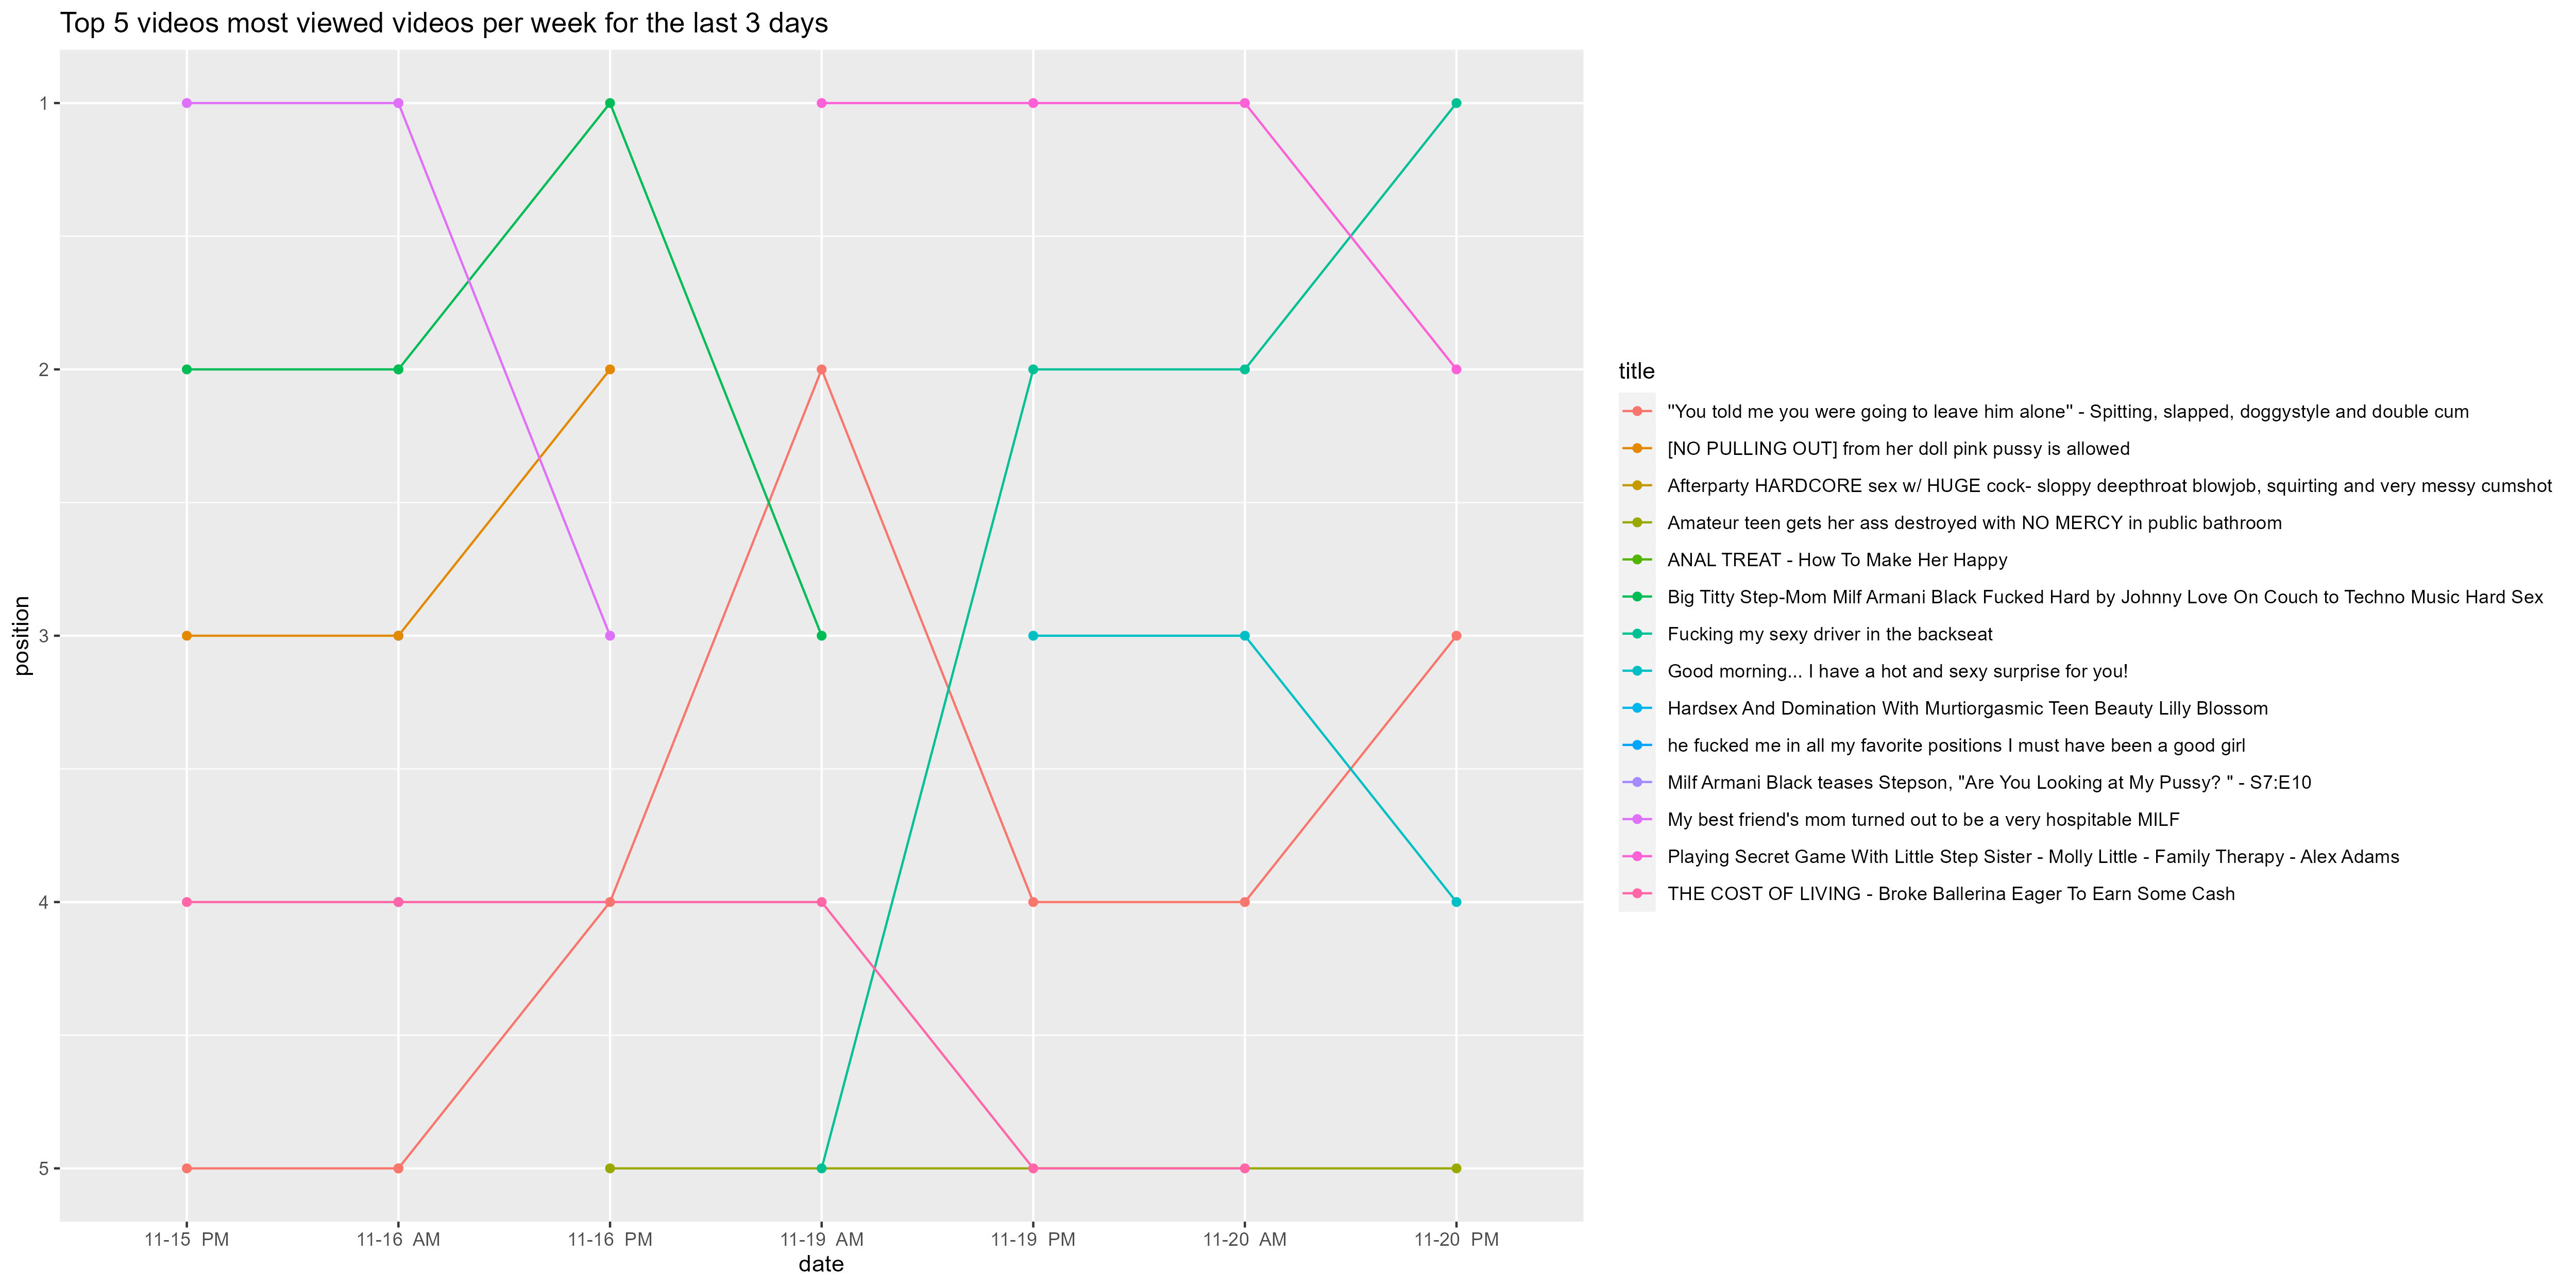 Top 5 videos most viewed videos per week for the last 3 days
position
1
2
3
4
5
11-15 PM
11-16 AM
11-16 PM
11-19 AM
11-19 PM
11-20 AM
11-20 PM
date
title
"You told me you were going to leave him alone" - Spitting, slapped, doggystyle and double cum
[NO PULLING OUT] from her doll pink pussy is allowed
Afterparty HARDCORE sex w/ HUGE cock- sloppy deepthroat blowjob, squirting and very messy cumshot
Amateur teen gets her ass destroyed with NO MERCY in public bathroom
ANAL TREAT - How To Make Her Happy
Big Titty Step-Mom Milf Armani Black Fucked Hard by Johnny Love On Couch to Techno Music Hard Sex
Fucking my sexy driver in the backseat
Good morning... I have a hot and sexy surprise for you!
Hardsex And Domination With Murtiorgasmic Teen Beauty Lilly Blossom
he fucked me in all my favorite positions I must have been a good girl
Milf Armani Black teases Stepson, "Are You Looking at My Pussy? " - S7:E10
My best friend's mom turned out to be a very hospitable MILF
Playing Secret Game With Little Step Sister - Molly Little - Family Therapy - Alex Adams
THE COST OF LIVING - Broke Ballerina Eager To Earn Some Cash